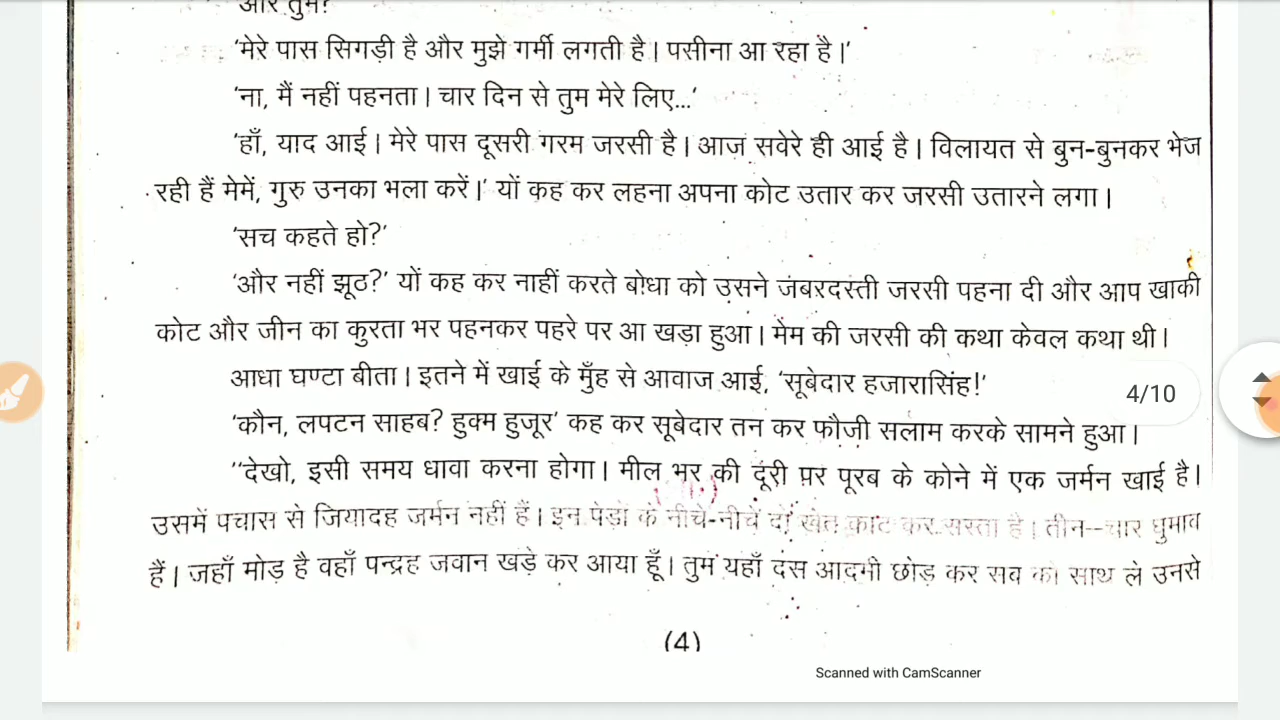 और तुम?
'मेरे पास सिगड़ी है और मुझे गर्मी लगती है। पसीना आ रहा है।'
'ना, मैं नहीं पहनता। चार दिन से तुम मेरे लिए...'
'हाँ, याद आई। मेरे पास दूसरी गरम जरसी है। आज सवेरे ही आई है। विलायत से बुन-बुनकर भेज
रही हैं मेमें, गुरु उनका भला करें।' यों कह कर लहना अपना कोट उतार कर जरसी उतारने लगा।
'सच कहते हो?'
'और नहीं झूठ?' यों कह कर नाहीं करते बोधा को उसने जबरदस्ती जरसी पहना दी और आप खाकी
कोट और जीन का कुरता भर पहनकर पहरे पर आ खड़ा हुआ। मेम की जरसी की कथा केवल कथा थी।
आधा घण्टा बीता। इतने में खाई के मुँह से आवाज आई, 'सूबेदार हजारासिंह!'
4/10
'कौन, लपटन साहब? हुक्म हुजूर' कह कर सूबेदार तन कर फौजी सलाम करके सामने हुआ।
''देखो, इसी समय धावा करना होगा। मील भर की दूरी पर पूरब के कोने में एक जर्मन खाई है।
उसमें पचास से जियादह जर्मन नहीं हैं। इन पेड़ों के नीचे-नीचे दो खेत काट कर रास्ता है। तीन--चार घुमाव
हैं। जहाँ मोड़ है वहाँ पन्द्रह जवान खड़े कर आया हूँ। तुम यहाँ दस आदमी छोड़ कर सब को साथ ले उनसे
(4)
Scanned with CamScanner